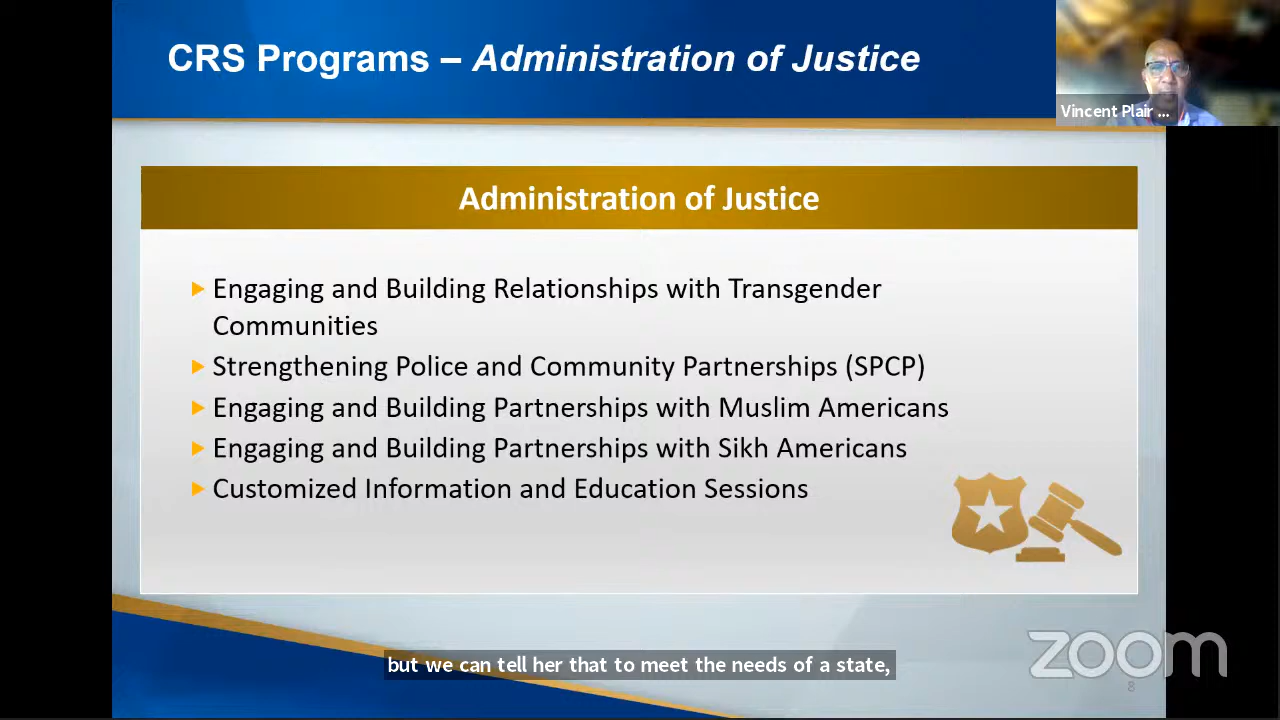 CRS Programs – Administration of Justice
Vincent Plair ...
Administration of Justice
Engaging and Building Relationships with Transgender
Communities
Strengthening Police and Community Partnerships (SPCP)
Engaging and Building Partnerships with Muslim Americans
Engaging and Building Partnerships with Sikh Americans
Customized Information and Education Sessions
zoom
but we can tell her that to meet the needs of a state,
8